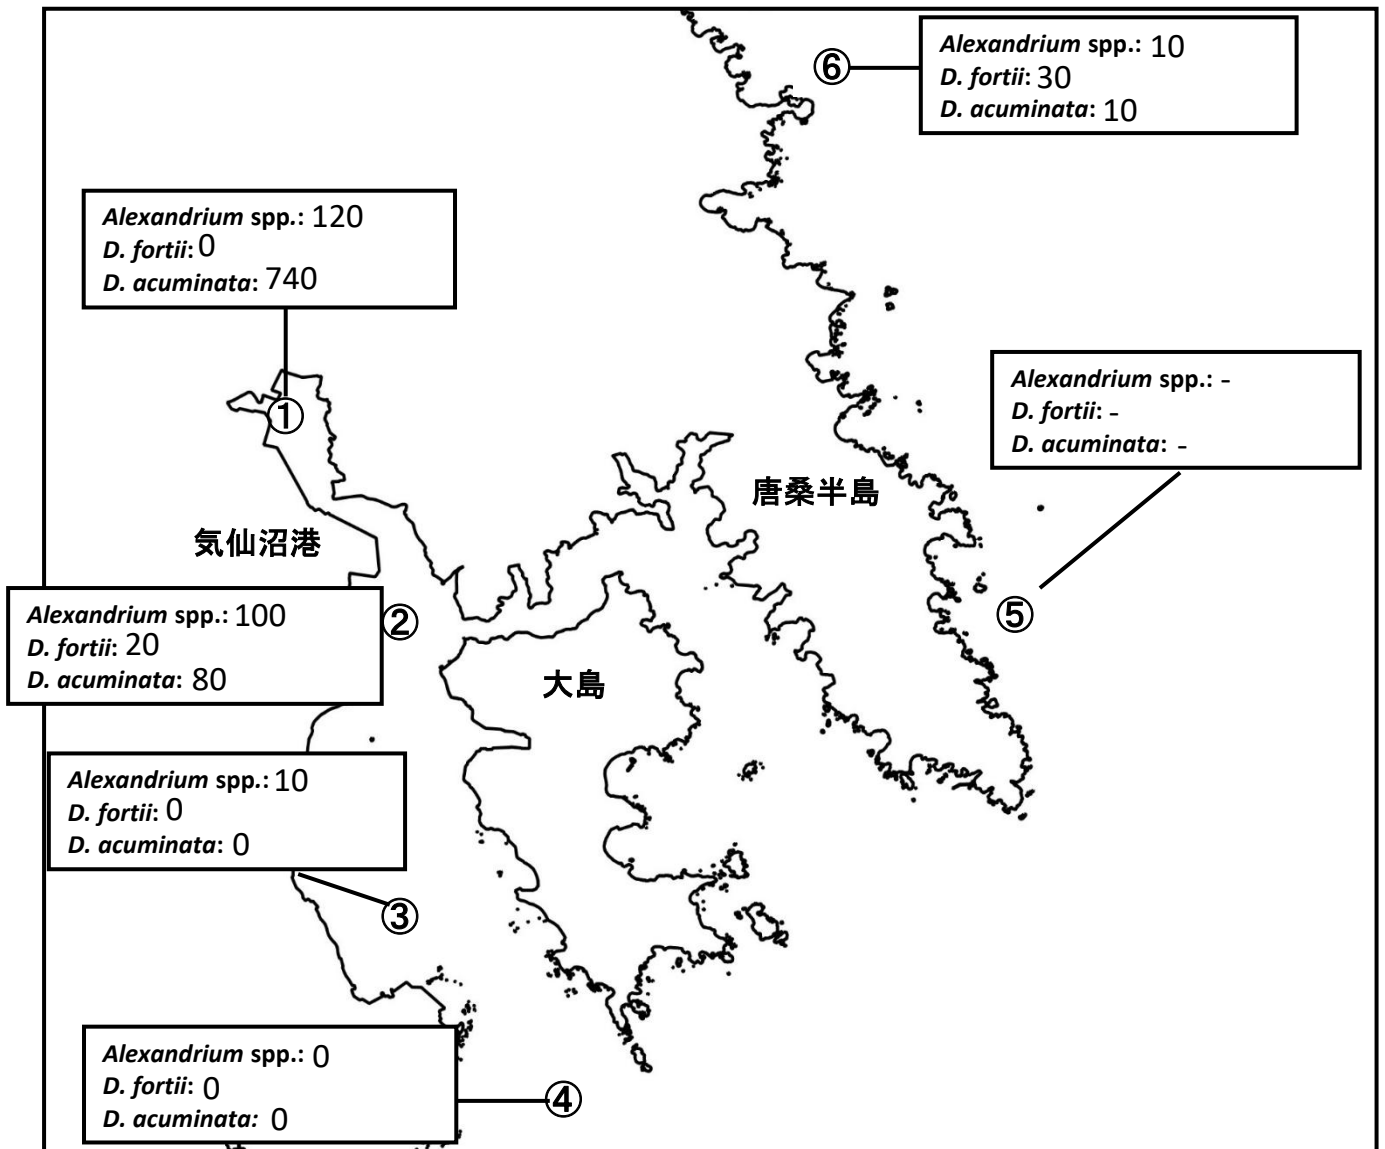 Alexandrium spp.: 10
D. fortii: 30
D. acuminata: 10
⑥
Alexandrium spp.: 120
D. fortii: 0
D. acuminata: 740
①
Alexandrium spp.: -
D. fortii: -
D. acuminata: -
唐桑半島
気仙沼港
⑤
Alexandrium spp.: 100
D. fortii: 20
D. acuminata: 80
②
大島
Alexandrium spp.: 10
D. fortii: 0
D. acuminata: 0
③
Alexandrium spp.: 0
D. fortii: 0
D. acuminata: 0
④